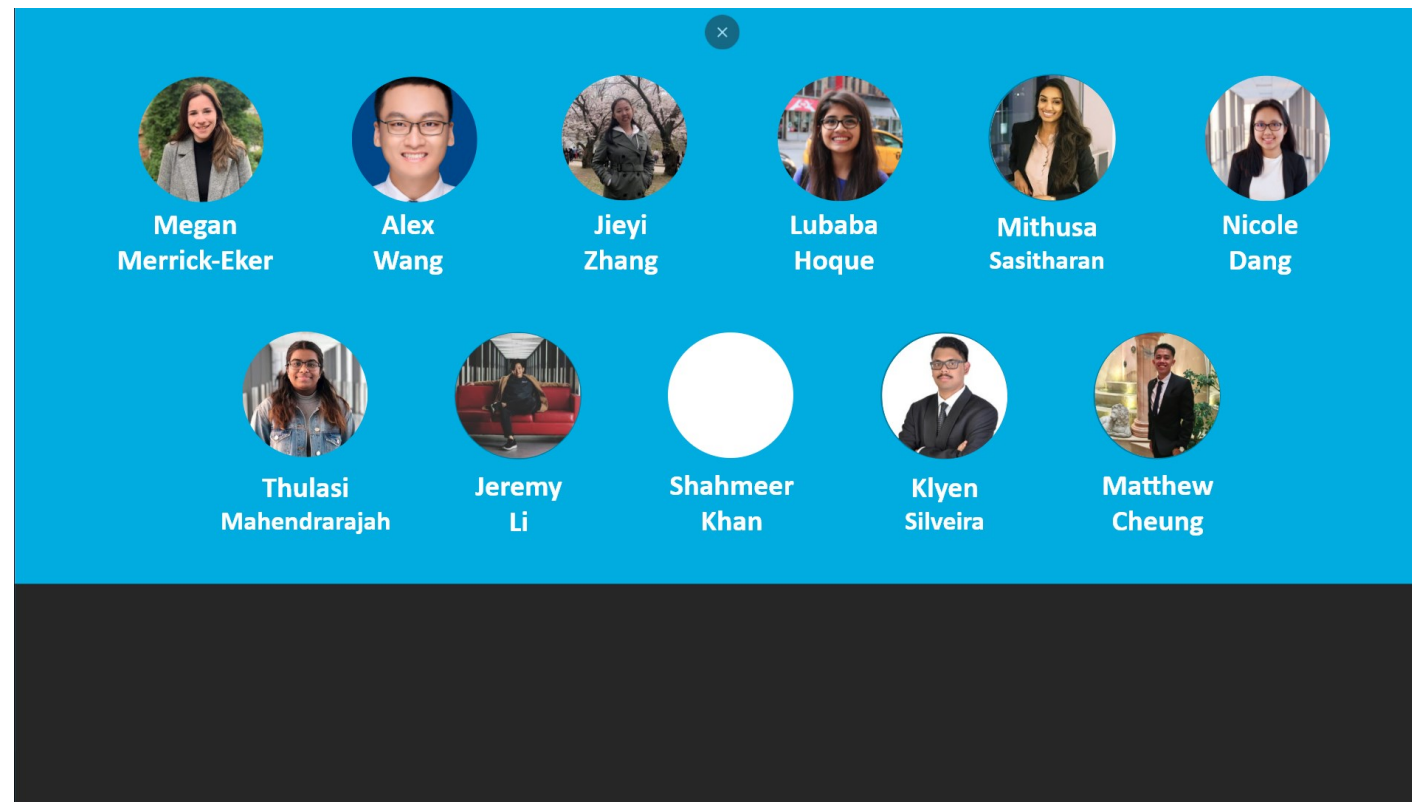 Megan
Merrick-Eker
Alex
Wang
Jieyi
Zhang
Lubaba
Hoque
Mithusa
Sasitharan
Nicole
Dang
Thulasi
Mahendrarajah
Jeremy
Li
Shahmeer
Khan
Klyen
Silveira
Matthew
Cheung